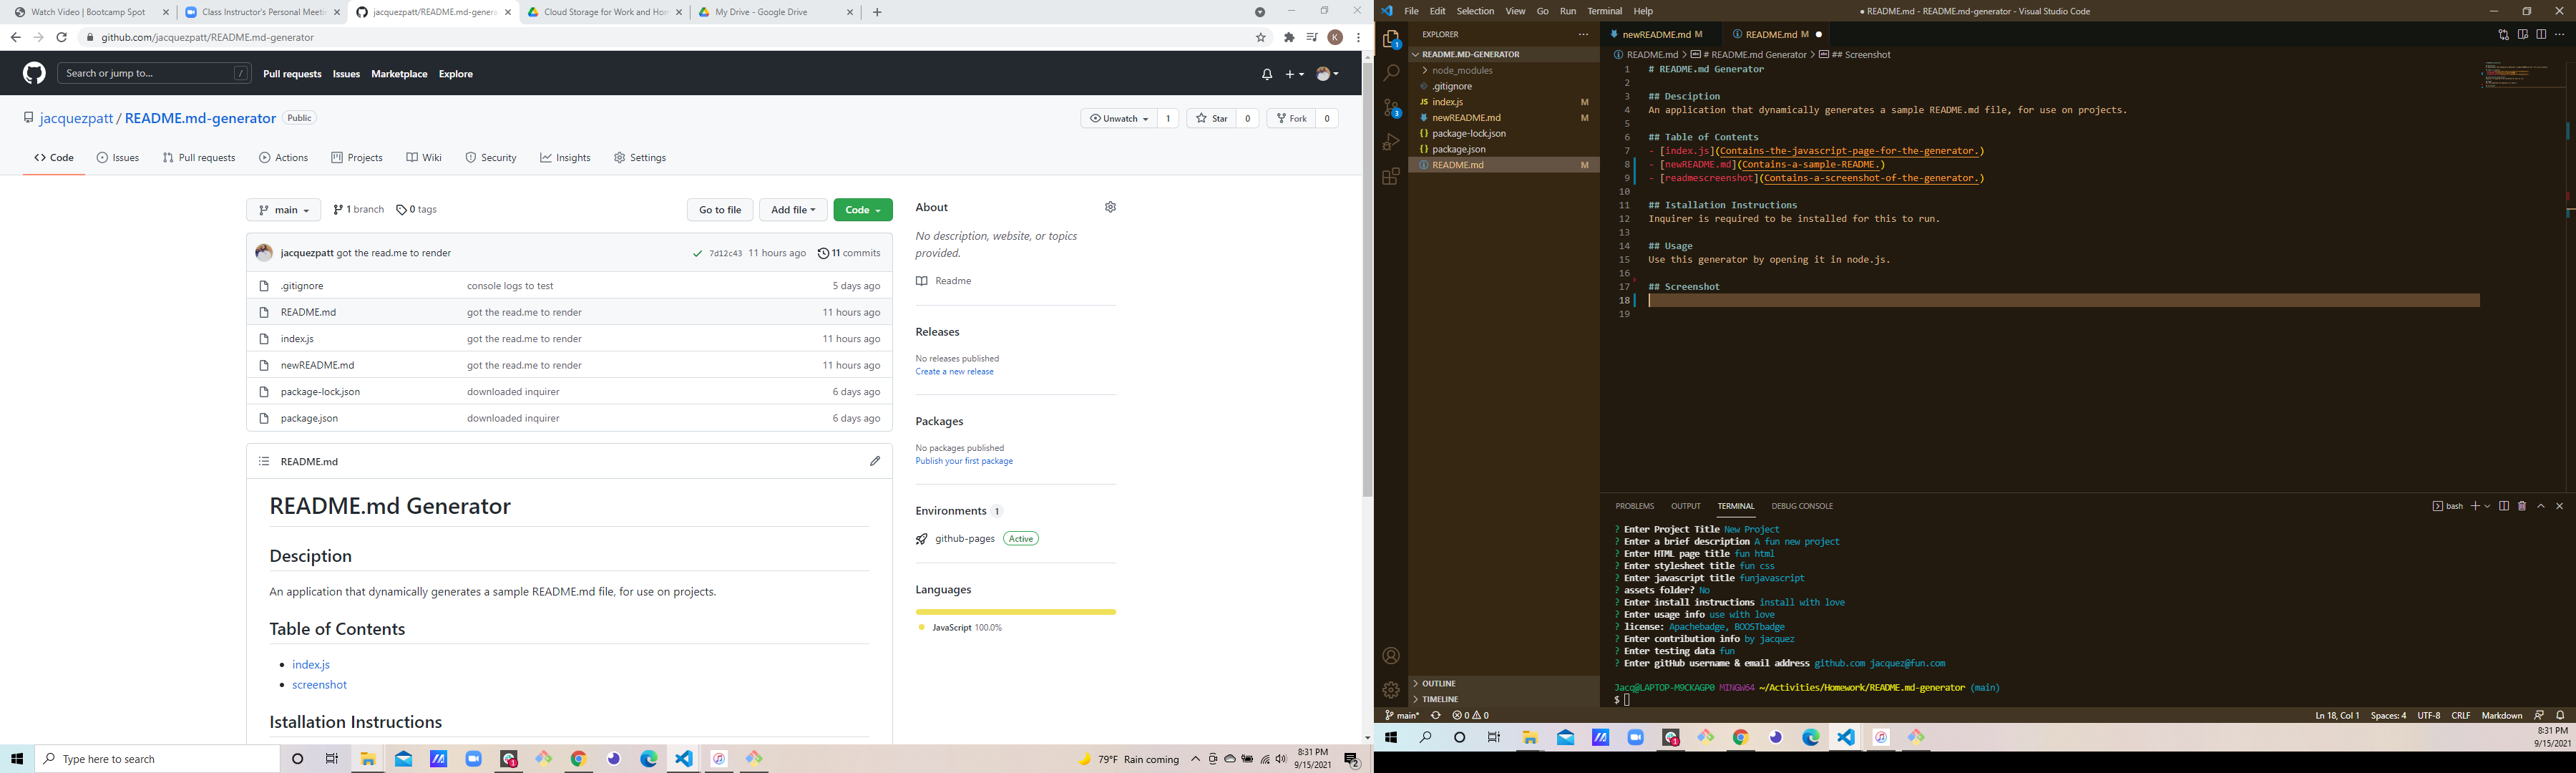 Watch Video | Bootcamp Spot
Class Instructor's Personal Meeti
jacquezpatt/README.md-genera
Cloud Storage for Work and Hom
My Drive - Google Drive
github.com/jacquezpatt/README.md-generator
K
Search or jump to...
/
Pull requests
Issues
Marketplace
Explore
jacquezpatt / README.md-generator
Public
Unwatch
1
Star
0
Fork
0
Code
Issues
Pull requests
Actions
Projects
Wiki
Security
Insights
Settings
main
1 branch
0 tags
Go to file
Add file
Code
jacquezpatt got the read.me to render
7d12c43 11 hours ago
11 commits
.gitignore
console logs to test
5 days ago
README.md
got the read.me to render
11 hours ago
index.js
got the read.me to render
11 hours ago
newREADME.md
got the read.me to render
11 hours ago
package-lock.json
downloaded inquirer
6 days ago
package.json
downloaded inquirer
6 days ago
README.md
README.md Generator
Desciption
An application that dynamically generates a sample README.md file, for use on projects.
Table of Contents
index.js
screenshot
Istallation Instructions
About
No description, website, or topics
provided.
Readme
Releases
No releases published
Create a new release
Packages
No packages published
Publish your first package
Environments 1
github-pages Active
Languages
JavaScript 100.0%
Type here to search
1
79°F Rain coming
8:31 PM
9/15/2021
2
File Edit Selection View Go Run Terminal Help
● README.md - README.md-generator - Visual Studio Code
1
3
EXPLORER
README.MD-GENERATOR
node_modules
.gitignore
JS index.js M
newREADME.md M
{} package-lock.json
{} package.json
README.md M
OUTLINE
TIMELINE
newREADME.md M
README.md M ●
README.md > # README.md Generator > ## Screenshot
1 # README.md Generator
2
3 ## Desciption
4 An application that dynamically generates a sample README.md file, for use on projects.
5
6 ## Table of Contents
7 - [index.js](Contains-the-javascript-page-for-the-generator.)
8 - [newREADME.md](Contains-a-sample-README.)
9 - [readmescreenshot](Contains-a-screenshot-of-the-generator.)
10
11 ## Istallation Instructions
12 Inquirer is required to be installed for this to run.
13
14 ## Usage
15 Use this generator by opening it in node.js.
16
17 ## Screenshot
18
19
PROBLEMS OUTPUT TERMINAL DEBUG CONSOLE
bash
? Enter Project Title New Project
? Enter a brief description A fun new project
? Enter HTML page title fun html
? Enter stylesheet title fun css
? Enter javascript title funjavascript
? assets folder? No
? Enter install instructions install with love
? Enter usage info use with love
? license: Apachebadge, BOOSTbadge
? Enter contribution info by jacquez
? Enter testing data fun
? Enter gitHub username & email address github.com jacquez@fun.com
Jacq@LAPTOP-M9CKAGP0 MINGW64 ~/Activities/Homework/README.md-generator (main)
$
main*
0 0
Ln 18, Col 1
Spaces: 4
UTF-8
CRLF
Markdown
1
8:31 PM
9/15/2021